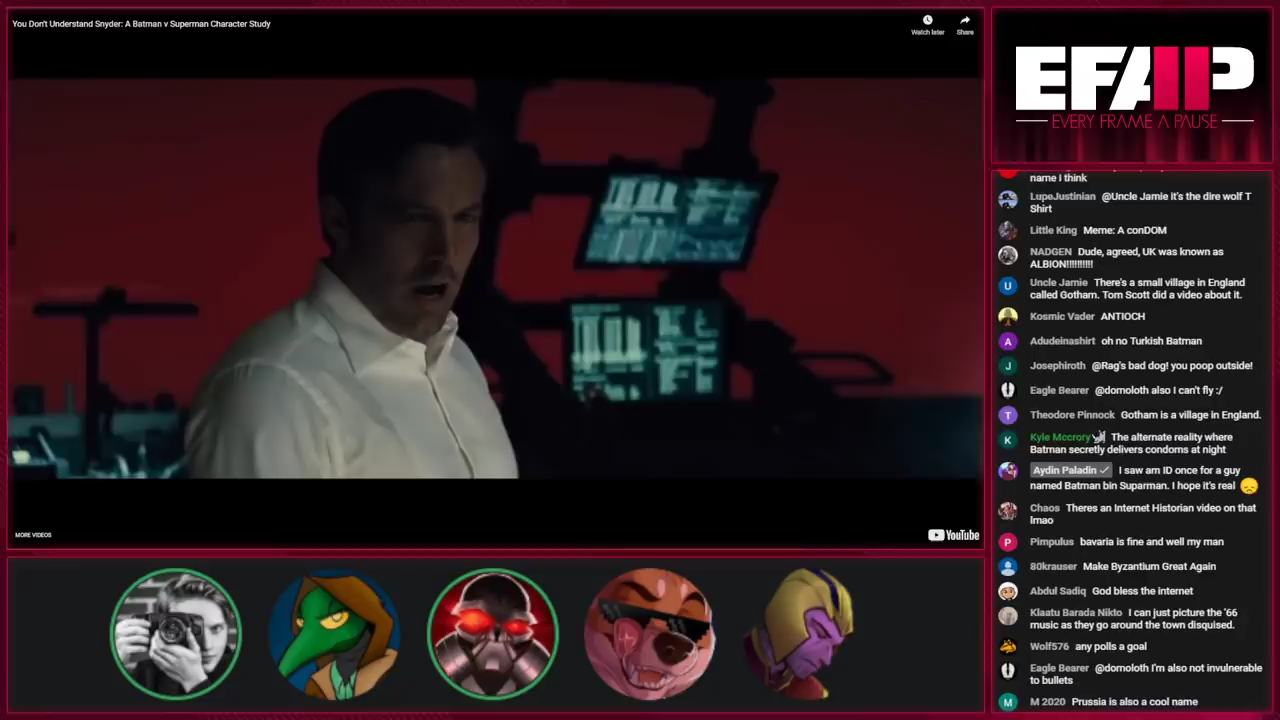 You Don't Understand Snyder: A Batman v Superman Character Study
Watch later
Share
MORE VIDEOS
YouTube
EFAP
EVERY FRAME A PAUSE
name I think
LupeJustinian @Uncle Jamie it's the dire wolf T
Shirt
Little King Meme: A conDOM
NADGEN Dude, agreed, UK was known as
ALBION!!!!!!!!!!
U
Uncle Jamie There's a small village in England
called Gotham. Tom Scott did a video about it.
Kosmic Vader ANTIOCH
A
Adudeinashirt oh no Turkish Batman
J
Josephiroth @Rag's bad dog! you poop outside!
Eagle Bearer @domoloth also I can't fly :/
T
Theodore Pinnock Gotham is a village in England.
K
Kyle Mccrory The alternate reality where
Batman secretly delivers condoms at night
Aydin Paladin I saw am ID once for a guy
named Batman bin Suparman. I hope it's real
Chaos Theres an Internet Historian video on that
lmao
P
Pimpulus bavaria is fine and well my man
80krauser Make Byzantium Great Again
Abdul Sadiq God bless the internet
Klaatu Barada Nikto I can just picture the '66
music as they go around the town disquised.
Wolf576 any polls a goal
Eagle Bearer @domoloth I'm also not invulnerable
to bullets
M
M 2020 Prussia is also a cool name